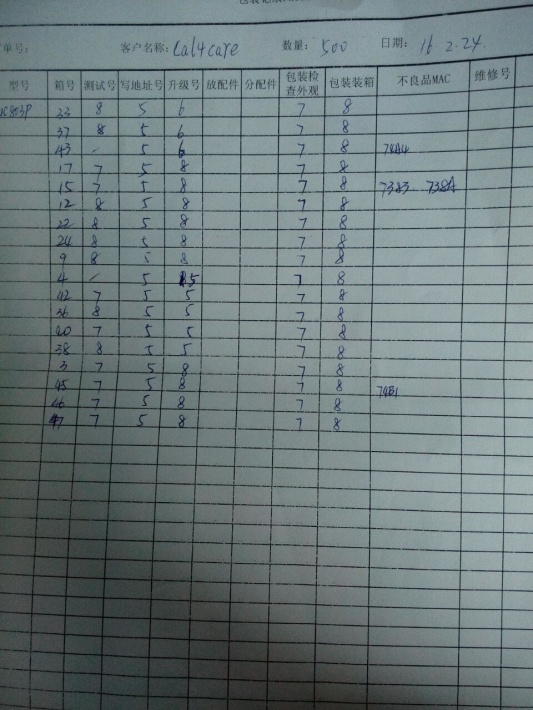 单号: 客户名称: Cal4care 数量: 500 日期: 16 2.24.
型号 箱号 测试号 写地址号 升级号 放配件 分配件 包装检查外观 包装装箱 不良品MAC 维修号
33 8 5 6 7 8
37 8 5 6 7 8
43 - 5 6 7 8 74A4
17 7 5 8 7 8
15 7 5 8 7 8 7383 738A
12 8 5 8 7 8
22 8 5 8 7 8
24 8 5 8 7 8
9 8 5 8 7 8
4 - 5 5 7 8
42 7 5 5 7 8
36 8 5 5 7 8
20 7 5 5 7 8
38 8 5 5 7 8
3 7 5 8 7 8
45 7 5 8 7 8
46 7 5 8 7 8
47 7 5 8 7 8